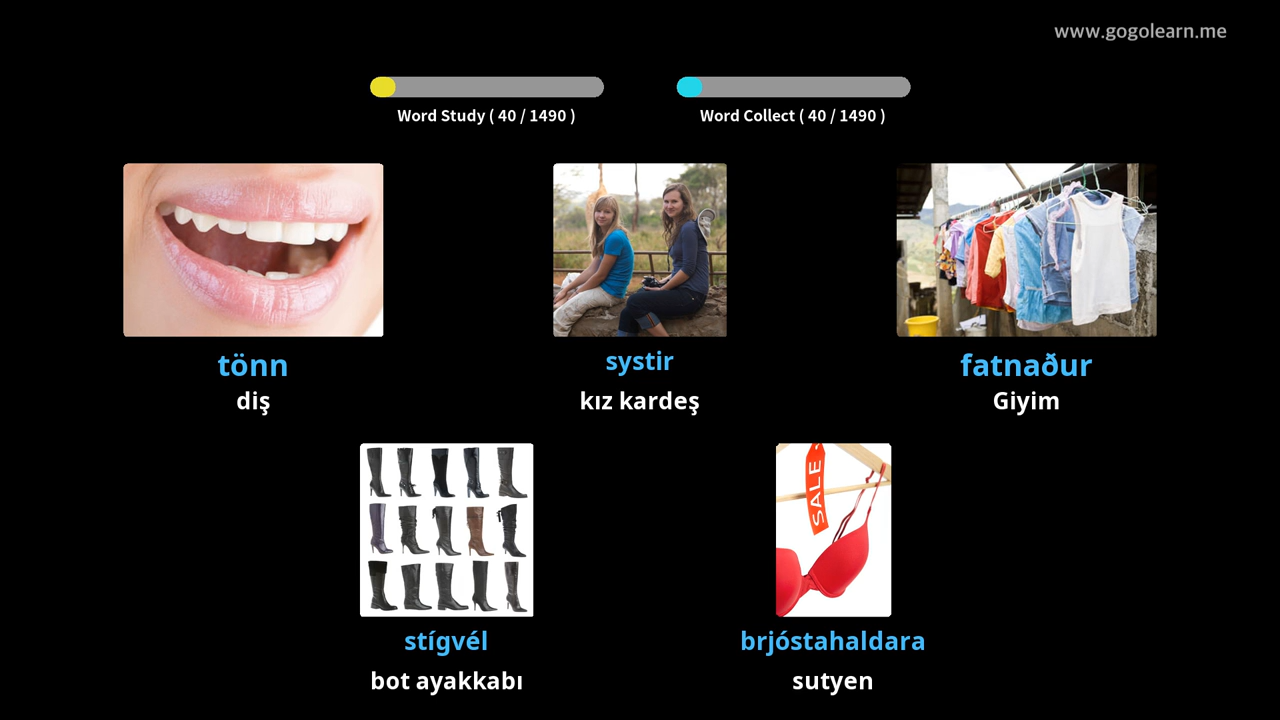 www.gogolearn.me
Word Study ( 40 / 1490 )
Word Collect ( 40 / 1490 )
tönn
diş
systir
kız kardeş
fatnaður
Giyim
SALE
stígvél
bot ayakkabı
brjóstahaldara
sutyen